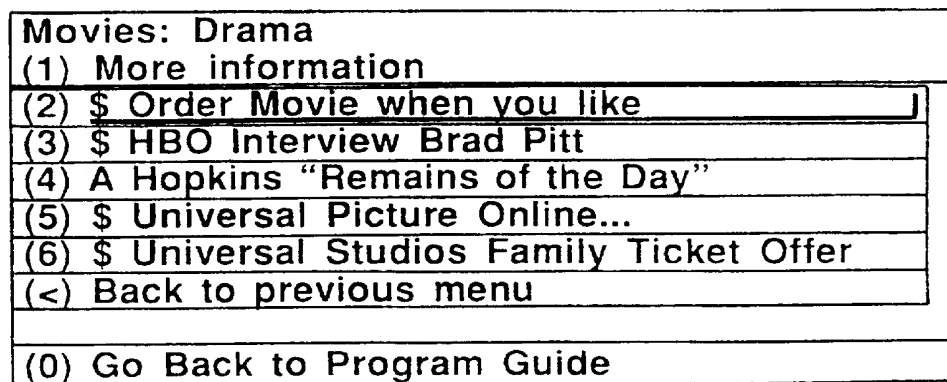 Movies: Drama
(1) More information
(2) $ Order Movie when you like
(3) $ HBO Interview Brad Pitt
(4) A Hopkins “Remains of the Day”
(5) $ Universal Picture Online...
(6) $ Universal Studios Family Ticket Offer
(<) Back to previous menu
(0) Go Back to Program Guide